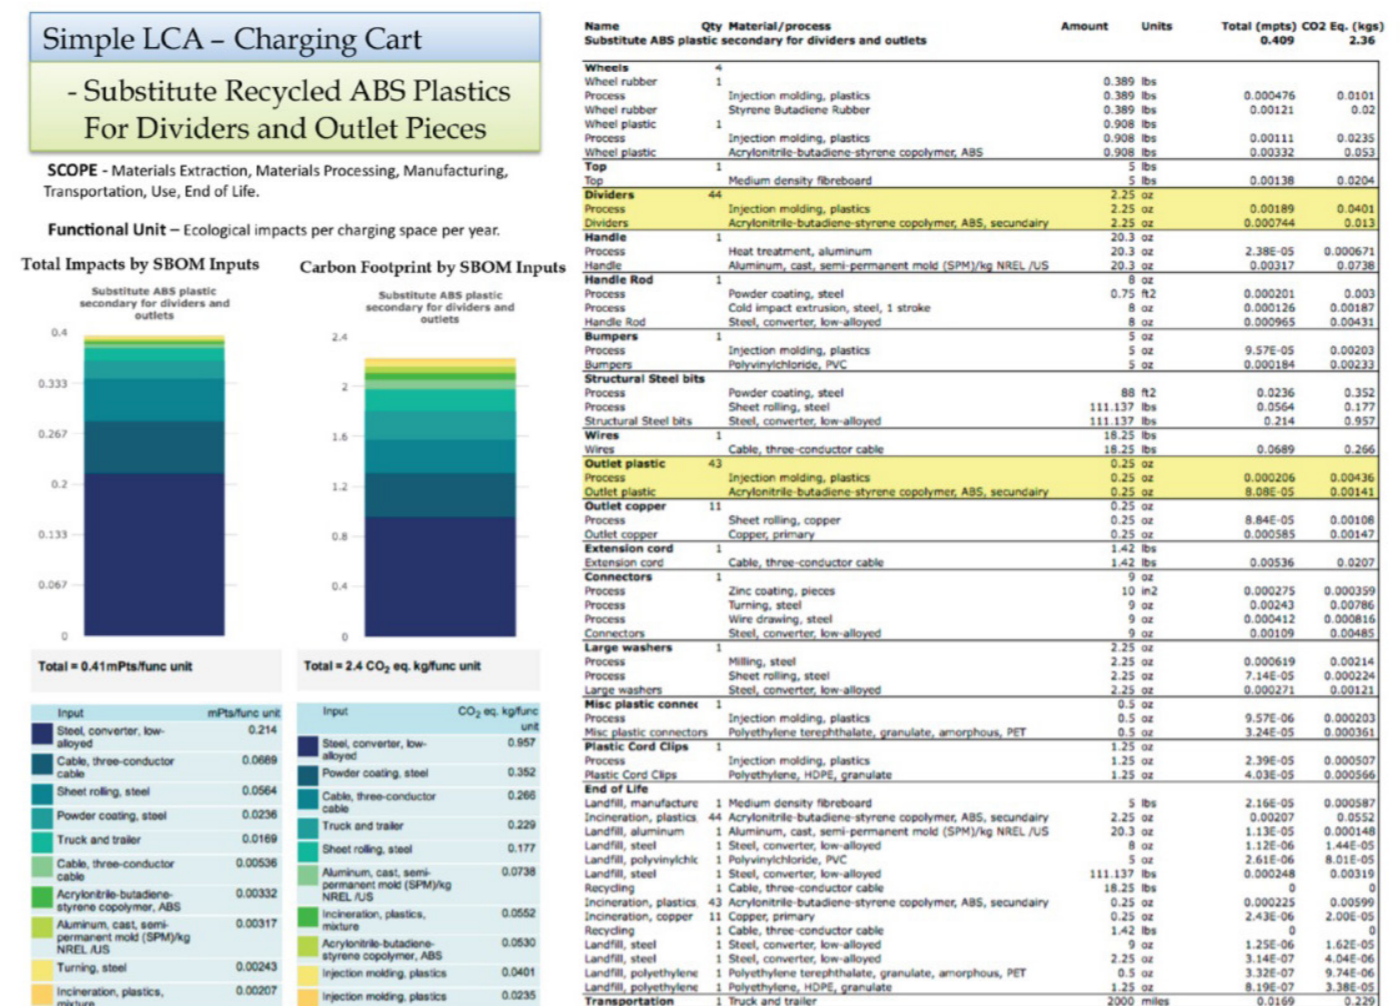 Simple LCA – Charging Cart
- Substitute Recycled ABS Plastics
For Dividers and Outlet Pieces
SCOPE - Materials Extraction, Materials Processing, Manufacturing,
Transportation, Use, End of Life.
Functional Unit – Ecological impacts per charging space per year.
Total Impacts by SBOM Inputs
Substitute ABS plastic
secondary for dividers and
outlets
0.4
0.333
0.267
0.2
0.133
0.067
0
Total = 0.41mPts/func unit
Input mPts/func unit
Steel, converter, low-
alloyed 0.214
Cable, three-conductor
cable 0.0689
Sheet rolling, steel 0.0564
Powder coating, steel 0.0236
Truck and trailer 0.0169
Cable, three-conductor
cable 0.00536
Acrylonitrile-butadiene-
styrene copolymer, ABS 0.00332
Aluminum, cast, semi-
permanent mold (SPM)/kg
NREL /US 0.00317
Turning, steel 0.00243
Incineration, plastics,
mixture 0.00207
Carbon Footprint by SBOM Inputs
Substitute ABS plastic
secondary for dividers and
outlets
2.4
2
1.6
1.2
0.8
0.4
0
Total = 2.4 CO2 eq. kg/func unit
Input CO2 eq. kg/func
unit
Steel, converter, low-
alloyed 0.957
Powder coating, steel 0.352
Cable, three-conductor
cable 0.266
Truck and trailer 0.229
Sheet rolling, steel 0.177
Aluminum, cast, semi-
permanent mold (SPM)/kg
NREL /US 0.0738
Incineration, plastics,
mixture 0.0552
Acrylonitrile-butadiene-
styrene copolymer, ABS 0.0530
Injection molding, plastics 0.0401
Injection molding, plastics 0.0235
Name Qty Material/process Amount Units Total (mpts) CO2 Eq. (kgs)
Substitute ABS plastic secondary for dividers and outlets 0.409 2.36
Wheels 4
Wheel rubber 1 0.389 lbs
Process Injection molding, plastics 0.389 lbs 0.000476 0.0101
Wheel rubber Styrene Butadiene Rubber 0.389 lbs 0.00121 0.02
Wheel plastic 1 0.908 lbs
Process Injection molding, plastics 0.908 lbs 0.00111 0.0235
Wheel plastic Acrylonitrile-butadiene-styrene copolymer, ABS 0.908 lbs 0.00332 0.053
Top 1 5 lbs
Top Medium density fibreboard 5 lbs 0.00138 0.0204
Dividers 44 2.25 oz
Process Injection molding, plastics 2.25 oz 0.00189 0.0401
Dividers Acrylonitrile-butadiene-styrene copolymer, ABS, secundairy 2.25 oz 0.000744 0.013
Handle 1 20.3 oz
Process Heat treatment, aluminum 20.3 oz 2.38E-05 0.000671
Handle Aluminum, cast, semi-permanent mold (SPM)/kg NREL /US 20.3 oz 0.00317 0.0738
Handle Rod 1 8 oz
Process Powder coating, steel 0.75 ft2 0.000201 0.003
Process Cold impact extrusion, steel, 1 stroke 8 oz 0.000126 0.00187
Handle Rod Steel, converter, low-alloyed 8 oz 0.000965 0.00431
Bumpers 1 5 oz
Process Injection molding, plastics 5 oz 9.57E-05 0.00203
Bumpers Polyvinylchloride, PVC 5 oz 0.000184 0.00233
Structural Steel bits
Process Powder coating, steel 88 ft2 0.0236 0.352
Process Sheet rolling, steel 111.137 lbs 0.0564 0.177
Structural Steel bits Steel, converter, low-alloyed 111.137 lbs 0.214 0.957
Wires 1 18.25 lbs
Wires Cable, three-conductor cable 18.25 lbs 0.0689 0.266
Outlet plastic 43 0.25 oz
Process Injection molding, plastics 0.25 oz 0.000206 0.00436
Outlet plastic Acrylonitrile-butadiene-styrene copolymer, ABS, secundairy 0.25 oz 8.08E-05 0.00141
Outlet copper 11 0.25 oz
Process Sheet rolling, copper 0.25 oz 8.84E-05 0.00108
Outlet copper Copper, primary 0.25 oz 0.000585 0.00147
Extension cord 1 1.42 lbs
Extension cord Cable, three-conductor cable 1.42 lbs 0.00536 0.0207
Connectors 1 9 oz
Process Zinc coating, pieces 10 in2 0.000275 0.000359
Process Turning, steel 9 oz 0.00243 0.00786
Process Wire drawing, steel 9 oz 0.000412 0.000816
Connectors Steel, converter, low-alloyed 9 oz 0.00109 0.00485
Large washers 1 2.25 oz
Process Milling, steel 2.25 oz 0.000619 0.00214
Process Sheet rolling, steel 2.25 oz 7.14E-05 0.000224
Large washers Steel, converter, low-alloyed 2.25 oz 0.000271 0.00121
Misc plastic connec 1 0.5 oz
Process Injection molding, plastics 0.5 oz 9.57E-06 0.000203
Misc plastic connectors Polyethylene terephthalate, granulate, amorphous, PET 0.5 oz 3.24E-05 0.000361
Plastic Cord Clips 1 1.25 oz
Process Injection molding, plastics 1.25 oz 2.39E-05 0.000507
Plastic Cord Clips Polyethylene, HDPE, granulate 1.25 oz 4.03E-05 0.000566
End of Life
Landfill, manufacture 1 Medium density fibreboard 5 lbs 2.16E-05 0.000587
Incineration, plastics, 44 Acrylonitrile-butadiene-styrene copolymer, ABS, secundairy 2.25 oz 0.00207 0.0552
Landfill, aluminum 1 Aluminum, cast, semi-permanent mold (SPM)/kg NREL /US 20.3 oz 1.13E-05 0.000148
Landfill, steel 1 Steel, converter, low-alloyed 8 oz 1.12E-06 1.44E-05
Landfill, polyvinylchlc 1 Polyvinylchloride, PVC 5 oz 2.61E-06 8.01E-05
Landfill, steel 1 Steel, converter, low-alloyed 111.137 lbs 0.000248 0.00319
Recycling 1 Cable, three-conductor cable 18.25 lbs 0 0
Incineration, plastics, 43 Acrylonitrile-butadiene-styrene copolymer, ABS, secundairy 0.25 oz 0.000225 0.00599
Incineration, copper 11 Copper, primary 0.25 oz 2.43E-06 2.00E-05
Recycling 1 Cable, three-conductor cable 1.42 lbs 0 0
Landfill, steel 1 Steel, converter, low-alloyed 9 oz 1.25E-06 1.62E-05
Landfill, steel 1 Steel, converter, low-alloyed 2.25 oz 3.14E-07 4.04E-06
Landfill, polyethylene 1 Polyethylene terephthalate, granulate, amorphous, PET 0.5 oz 3.32E-07 9.74E-06
Landfill, polyethylene 1 Polyethylene, HDPE, granulate 1.25 oz 8.19E-07 3.38E-05
Transportation 1 Truck and trailer 2000 miles 0.0169 0.229